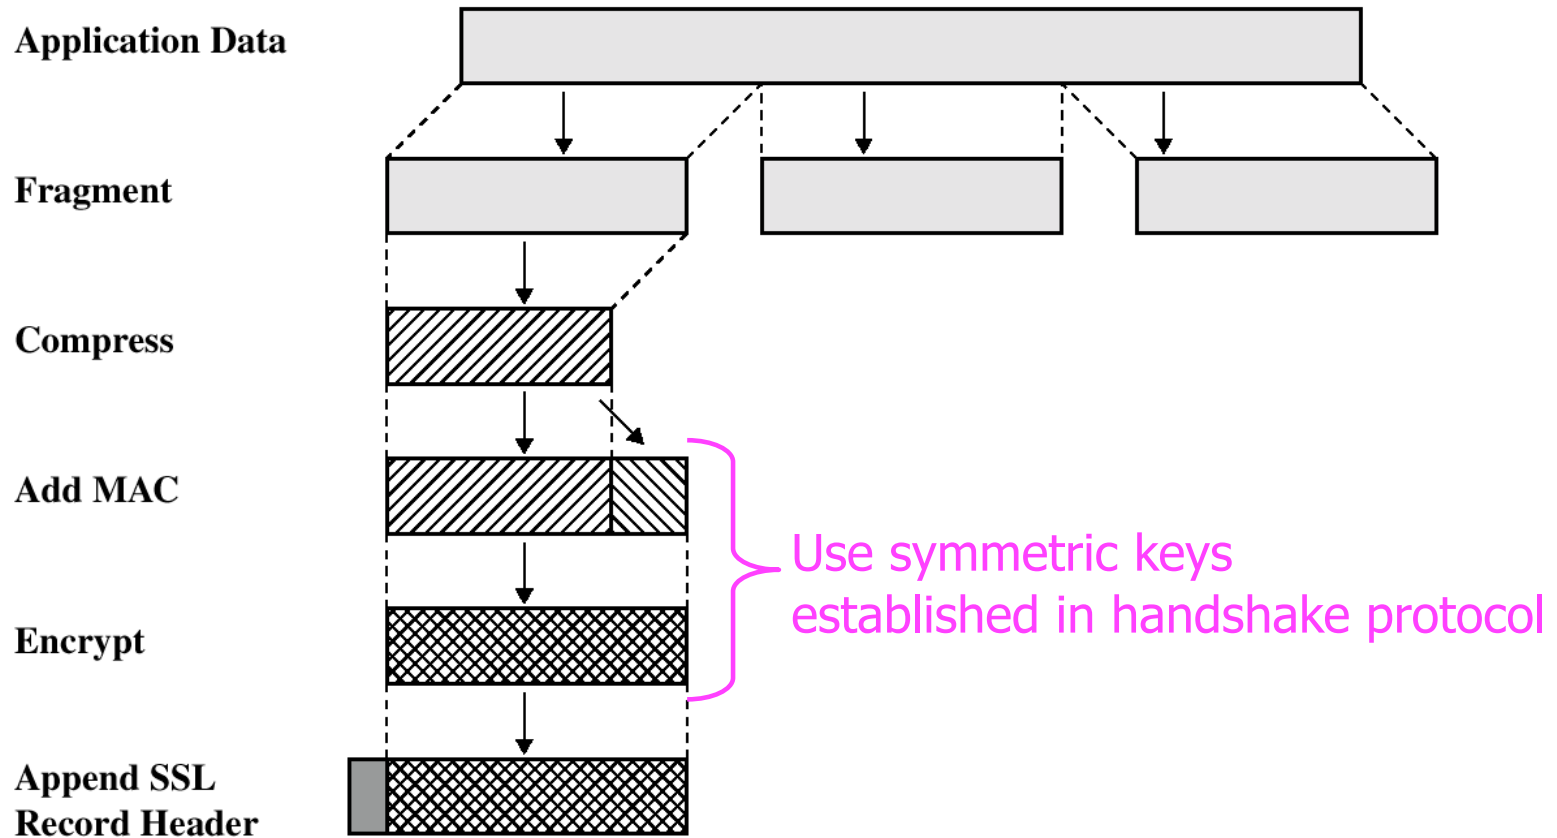 Application Data
Fragment
Compress
Add MAC
Use symmetric keys
established in handshake protocol
Encrypt
Append SSL
Record Header